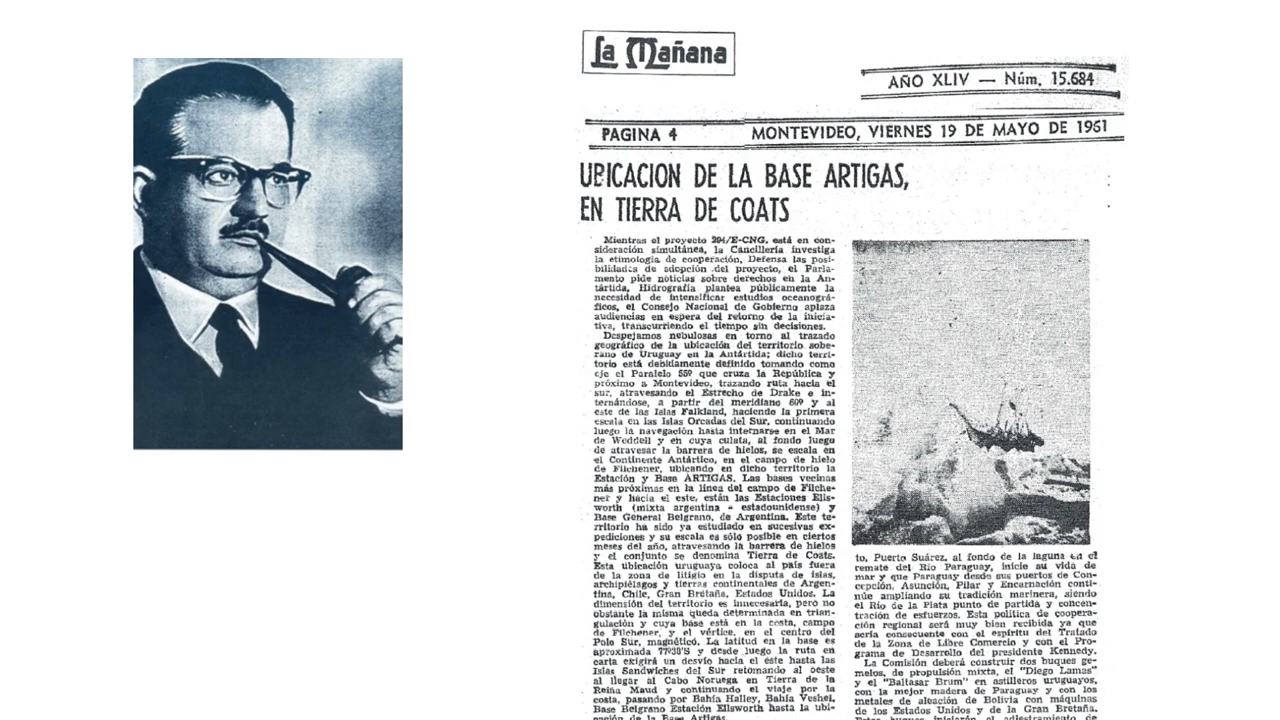 La Mañana
AÑO XLIV — Núm. 15.684
PAGINA 4 MONTEVIDEO, VIERNES 19 DE MAYO DE 1961
UBICACION DE LA BASE ARTIGAS,
EN TIERRA DE COATS
Mientras el proyecto 294/E-CNG, está en con-
sideración simultánea, la Cancillería investiga
la etimología de cooperación, Defensa las posi-
bilidades de adopción del proyecto, el Parla-
mento pide noticias sobre derechos en la An-
tártida, Hidrografía plantea públicamente la
necesidad de intensificar estudios oceanográ-
ficos, el Consejo Nacional de Gobierno aplaza
audiencias en espera del retorno de la inicia-
tiva, transcurriendo el tiempo sin decisiones.
Despejamos nebulosas en torno al trazado
geográfico de la ubicación del territorio sobe-
rano de Uruguay en la Antártida; dicho terri-
torio está debidamente definido tomando como
eje el Paralelo 55º que cruza la República y
próximo a Montevideo, trazando ruta hacia el
sur, atravesando el Estrecho de Drake e in-
ternándose, a partir del meridiano 60º y al
este de las Islas Falkland, haciendo la primera
escala en las Islas Orcadas del Sur, continuando
luego la navegación hasta internarse en el Mar
de Weddell y en cuya culata, al fondo luego
de atravesar la barrera de hielos, se escala en
el Continente Antártico, en el campo de hielo
de Filchener, ubicando en dicho territorio la
Estación y Base ARTIGAS. Las bases vecinas
más próximas en la línea del campo de Filche-
ner y hacia el este, están las Estaciones Ells-
worth (mixta argentina - estadounidense) y
Base General Belgrano, de Argentina. Este te-
rritorio ha sido ya estudiado en sucesivas ex-
pediciones y su escala es sólo posible en ciertos
meses del año, atravesando la barrera de hielos
y el conjunto se denomina Tierra de Coats.
Esta ubicación uruguaya coloca al país fuera
de la zona de litigio en la disputa de islas,
archipiélagos y tierras continentales de Argen-
tina, Chile, Gran Bretaña, Estados Unidos. La
dimensión del territorio es innecesaria, pero no
obstante la misma queda determinada en trian-
gulación y cuya base está en la costa, campo
de Filchener, y el vértice, en el centro del
Polo Sur, magnético. La latitud en la base es
aproximada 77º38'S y desde luego la ruta en
carta exigirá un desvío hacia el este hasta las
Islas Sandwiches del Sur retomando al oeste
al llegar al Cabo Noruega en Tierra de la
Reina Maud y continuando el viaje por la
costa, pasando por Bahía Halley, Bahía Veshel,
Base Belgrano Estación Ellsworth hasta la ubi-
cación de la Base Artigas.
to, Puerto Suárez, al fondo de la laguna en el
remate del Río Paraguay, inicie su vida de
mar y que Paraguay desde sus puertos de Con-
cepción, Asunción, Pilar y Encarnación conti-
núe ampliando su tradición marinera, siendo
el Río de la Plata punto de partida y concen-
tración de esfuerzos. Esta política de coopera-
ción regional será muy bien recibida ya que
sería consecuente con el espíritu del Tratado
de la Zona de Libre Comercio y con el Pro-
grama de Desarrollo del presidente Kennedy.
La Comisión deberá construir dos buques ge-
melos, de propulsión mixta, el "Diego Lamas"
y el "Baltasar Brum" en astilleros uruguayos,
con la mejor madera de Paraguay y con los
metales de aleación de Bolivia con máquinas
de los Estados Unidos y de la Gran Bretaña.
Estos buques iniciarán el adiestramiento de